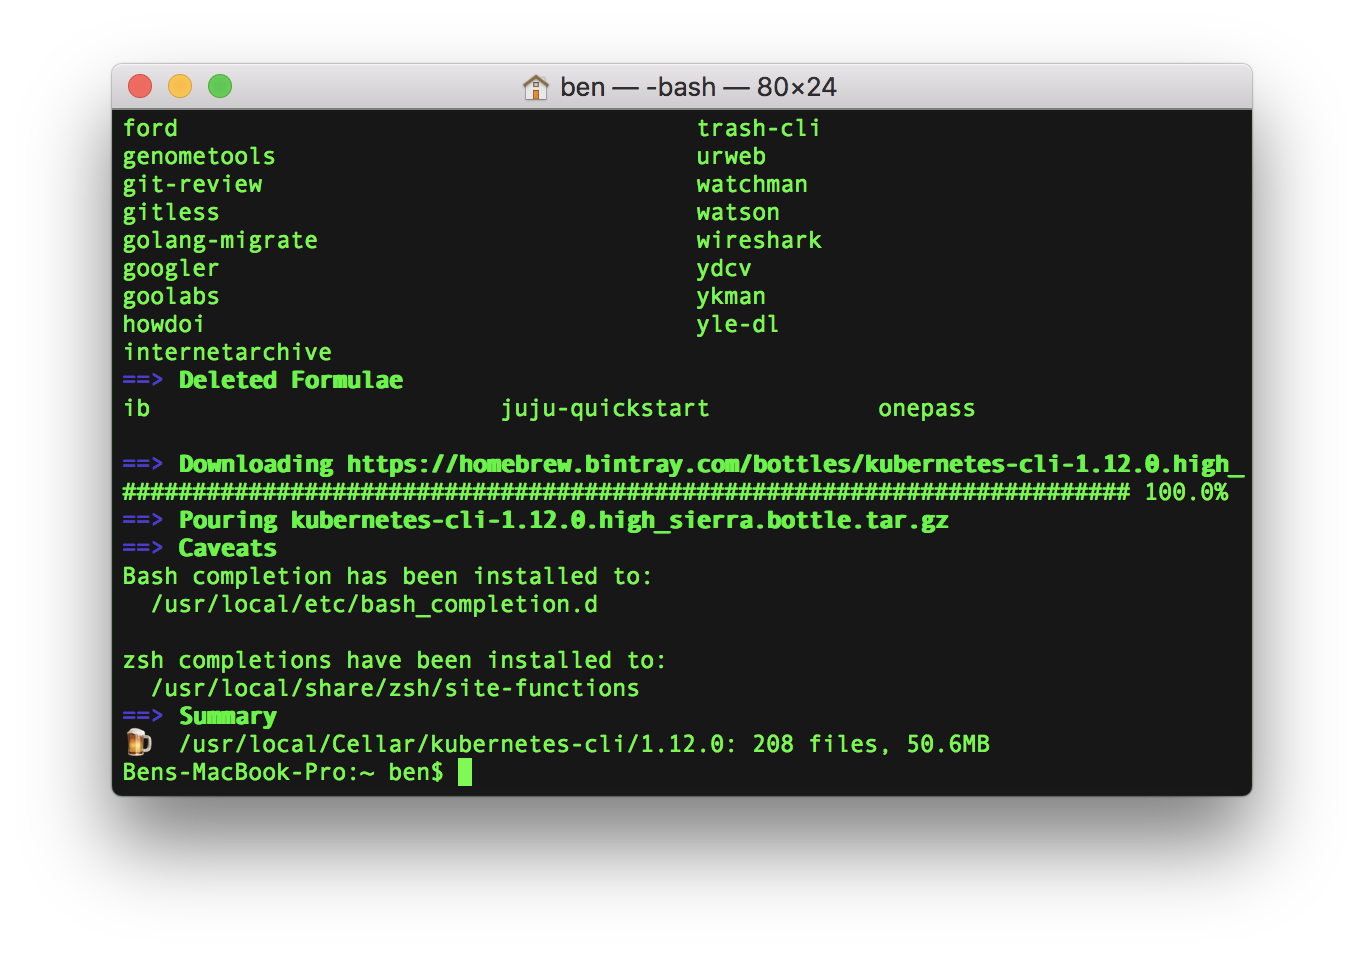 ben — -bash — 80×24
ford trash-cli
genometools urweb
git-review watchman
gitless watson
golang-migrate wireshark
googler ydcv
goolabs ykman
howdoi yle-dl
internetarchive
==> Deleted Formulae
ib juju-quickstart onepass
==> Downloading https://homebrew.bintray.com/bottles/kubernetes-cli-1.12.0.high_
######################################################################## 100.0%
==> Pouring kubernetes-cli-1.12.0.high_sierra.bottle.tar.gz
==> Caveats
Bash completion has been installed to:
/usr/local/etc/bash_completion.d
zsh completions have been installed to:
/usr/local/share/zsh/site-functions
==> Summary
🍺 /usr/local/Cellar/kubernetes-cli/1.12.0: 208 files, 50.6MB
Bens-MacBook-Pro:~ ben$